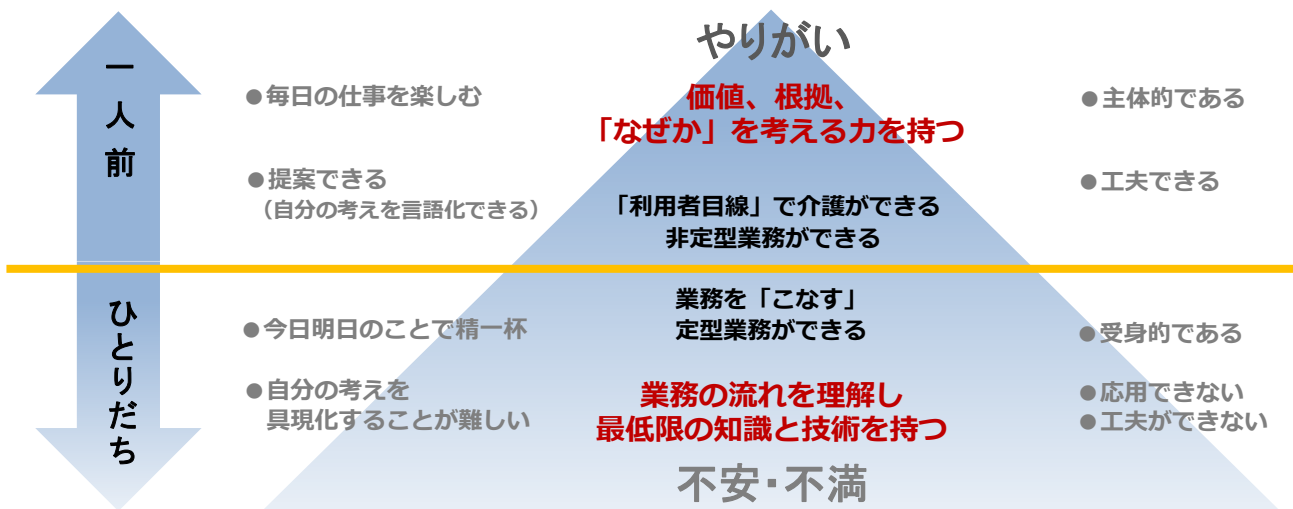 一人前
●毎日の仕事を楽しむ
●提案できる
（自分の考えを言語化できる）
やりがい
価値、根拠、
「なぜか」を考える力を持つ
「利用者目線」で介護ができる
非定型業務ができる
●主体的である
●工夫できる
ひとりだち
●今日明日のことで精一杯
●自分の考えを
具現化することが難しい
業務を「こなす」
定型業務ができる
業務の流れを理解し
最低限の知識と技術を持つ
不安・不満
●受身的である
●応用できない
●工夫ができない